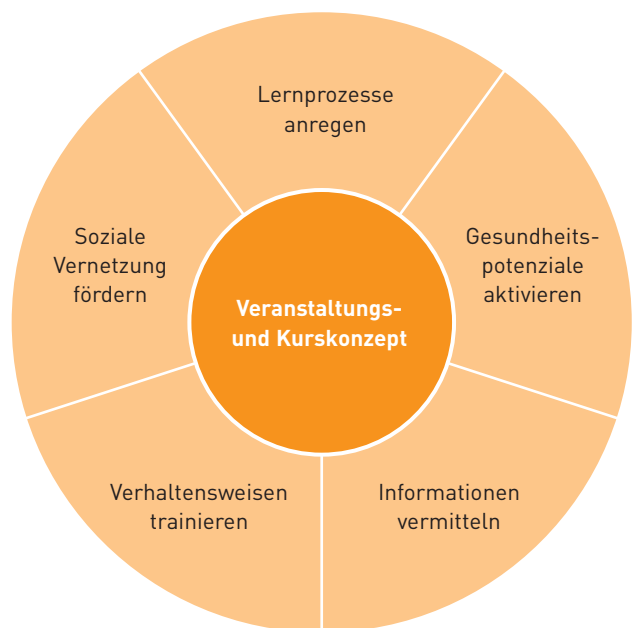 Lernprozesse
anregen
Gesundheits-
potenziale
aktivieren
Informationen
vermitteln
Verhaltensweisen
trainieren
Soziale
Vernetzung
fördern
Veranstaltungs-
und Kurskonzept